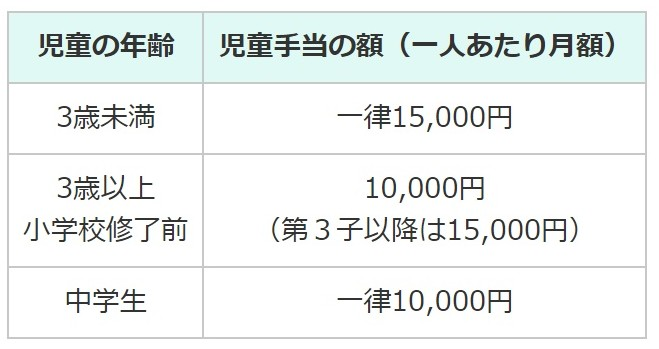 児童の年齢
児童手当の額（一人あたり月額）
3歳未満
一律15,000円
3歳以上
小学校修了前
10,000円
（第３子以降は15,000円）
中学生
一律10,000円